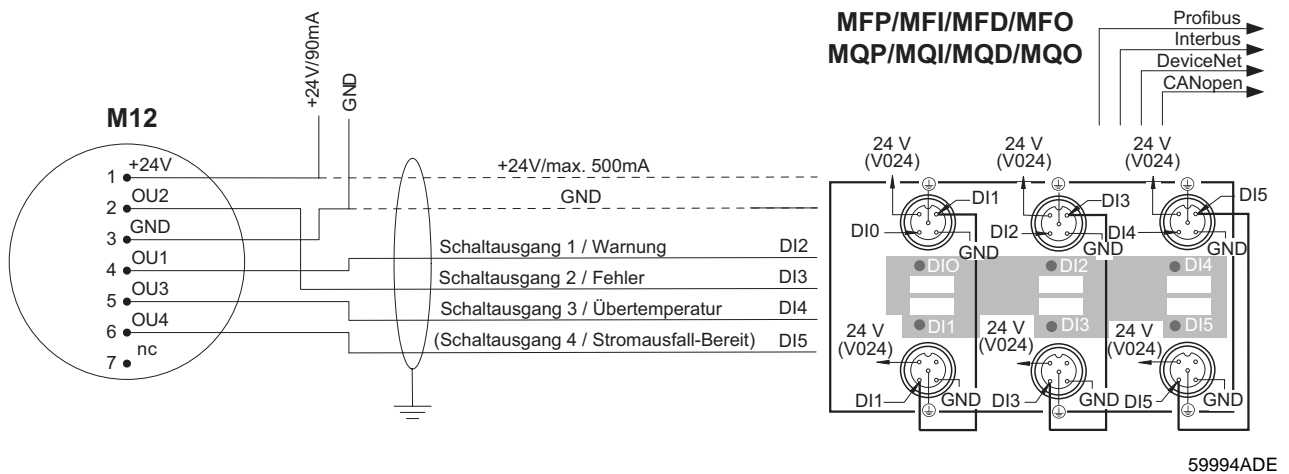 +24V/90mA
GND
MFP/MFI/MFD/MFO
MQP/MQI/MQD/MQO
Profibus
Interbus
DeviceNet
CANopen
M12
1 +24V
2 OU2
3 GND
4 OU1
5 OU3
6 OU4
7 nc
+24V/max. 500mA
GND
Schaltausgang 1 / Warnung DI2
Schaltausgang 2 / Fehler DI3
Schaltausgang 3 / Übertemperatur DI4
(Schaltausgang 4 / Stromausfall-Bereit) DI5
24 V 24 V 24 V
(V024) (V024) (V024)
DI1 DI3 DI5
DI0 DI2 DI4
GND GND GND
DIO DI2 DI4
DI1 DI3 DI5
24 V 24 V 24 V
(V024) (V024) (V024)
DI1 GND DI3 GND DI5 GND
59994ADE